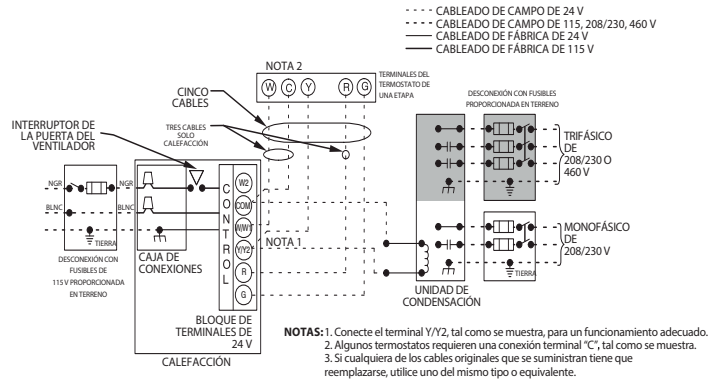 CABLEADO DE CAMPO DE 24 V
CABLEADO DE CAMPO DE 115, 208/230, 460 V
CABLEADO DE FÁBRICA DE 24 V
CABLEADO DE FÁBRICA DE 115 V
NOTA 2
W C Y R G
TERMINALES DEL
TERMOSTATO DE
UNA ETAPA
CINCO
CABLES
TRES CABLES
SOLO
CALEFACCIÓN
INTERRUPTOR DE
LA PUERTA DEL
VENTILADOR
DESCONEXIÓN CON FUSIBLES
PROPORCIONADA EN TERRENO
TRIFÁSICO
DE
208/230 O
460 V
NGR
NGR
BLNC
BLNC
TIERRA
DESCONEXIÓN CON
FUSIBLES DE
115 V PROPORCIONADA
EN TERRENO
CAJA DE
CONEXIONES
CONTROL
W2
COM
W/W1
Y/Y2
R
G
NOTA 1
BLOQUE DE
TERMINALES DE
24 V
CALEFACCIÓN
UNIDAD DE
CONDENSACIÓN
MONOFÁSICO
DE
208/230 V
TIERRA
NOTAS: 1. Conecte el terminal Y/Y2, tal como se muestra, para un funcionamiento adecuado.
2. Algunos termostatos requieren una conexión terminal "C", tal como se muestra.
3. Si cualquiera de los cables originales que se suministran tiene que
reemplazarse, utilice uno del mismo tipo o equivalente.